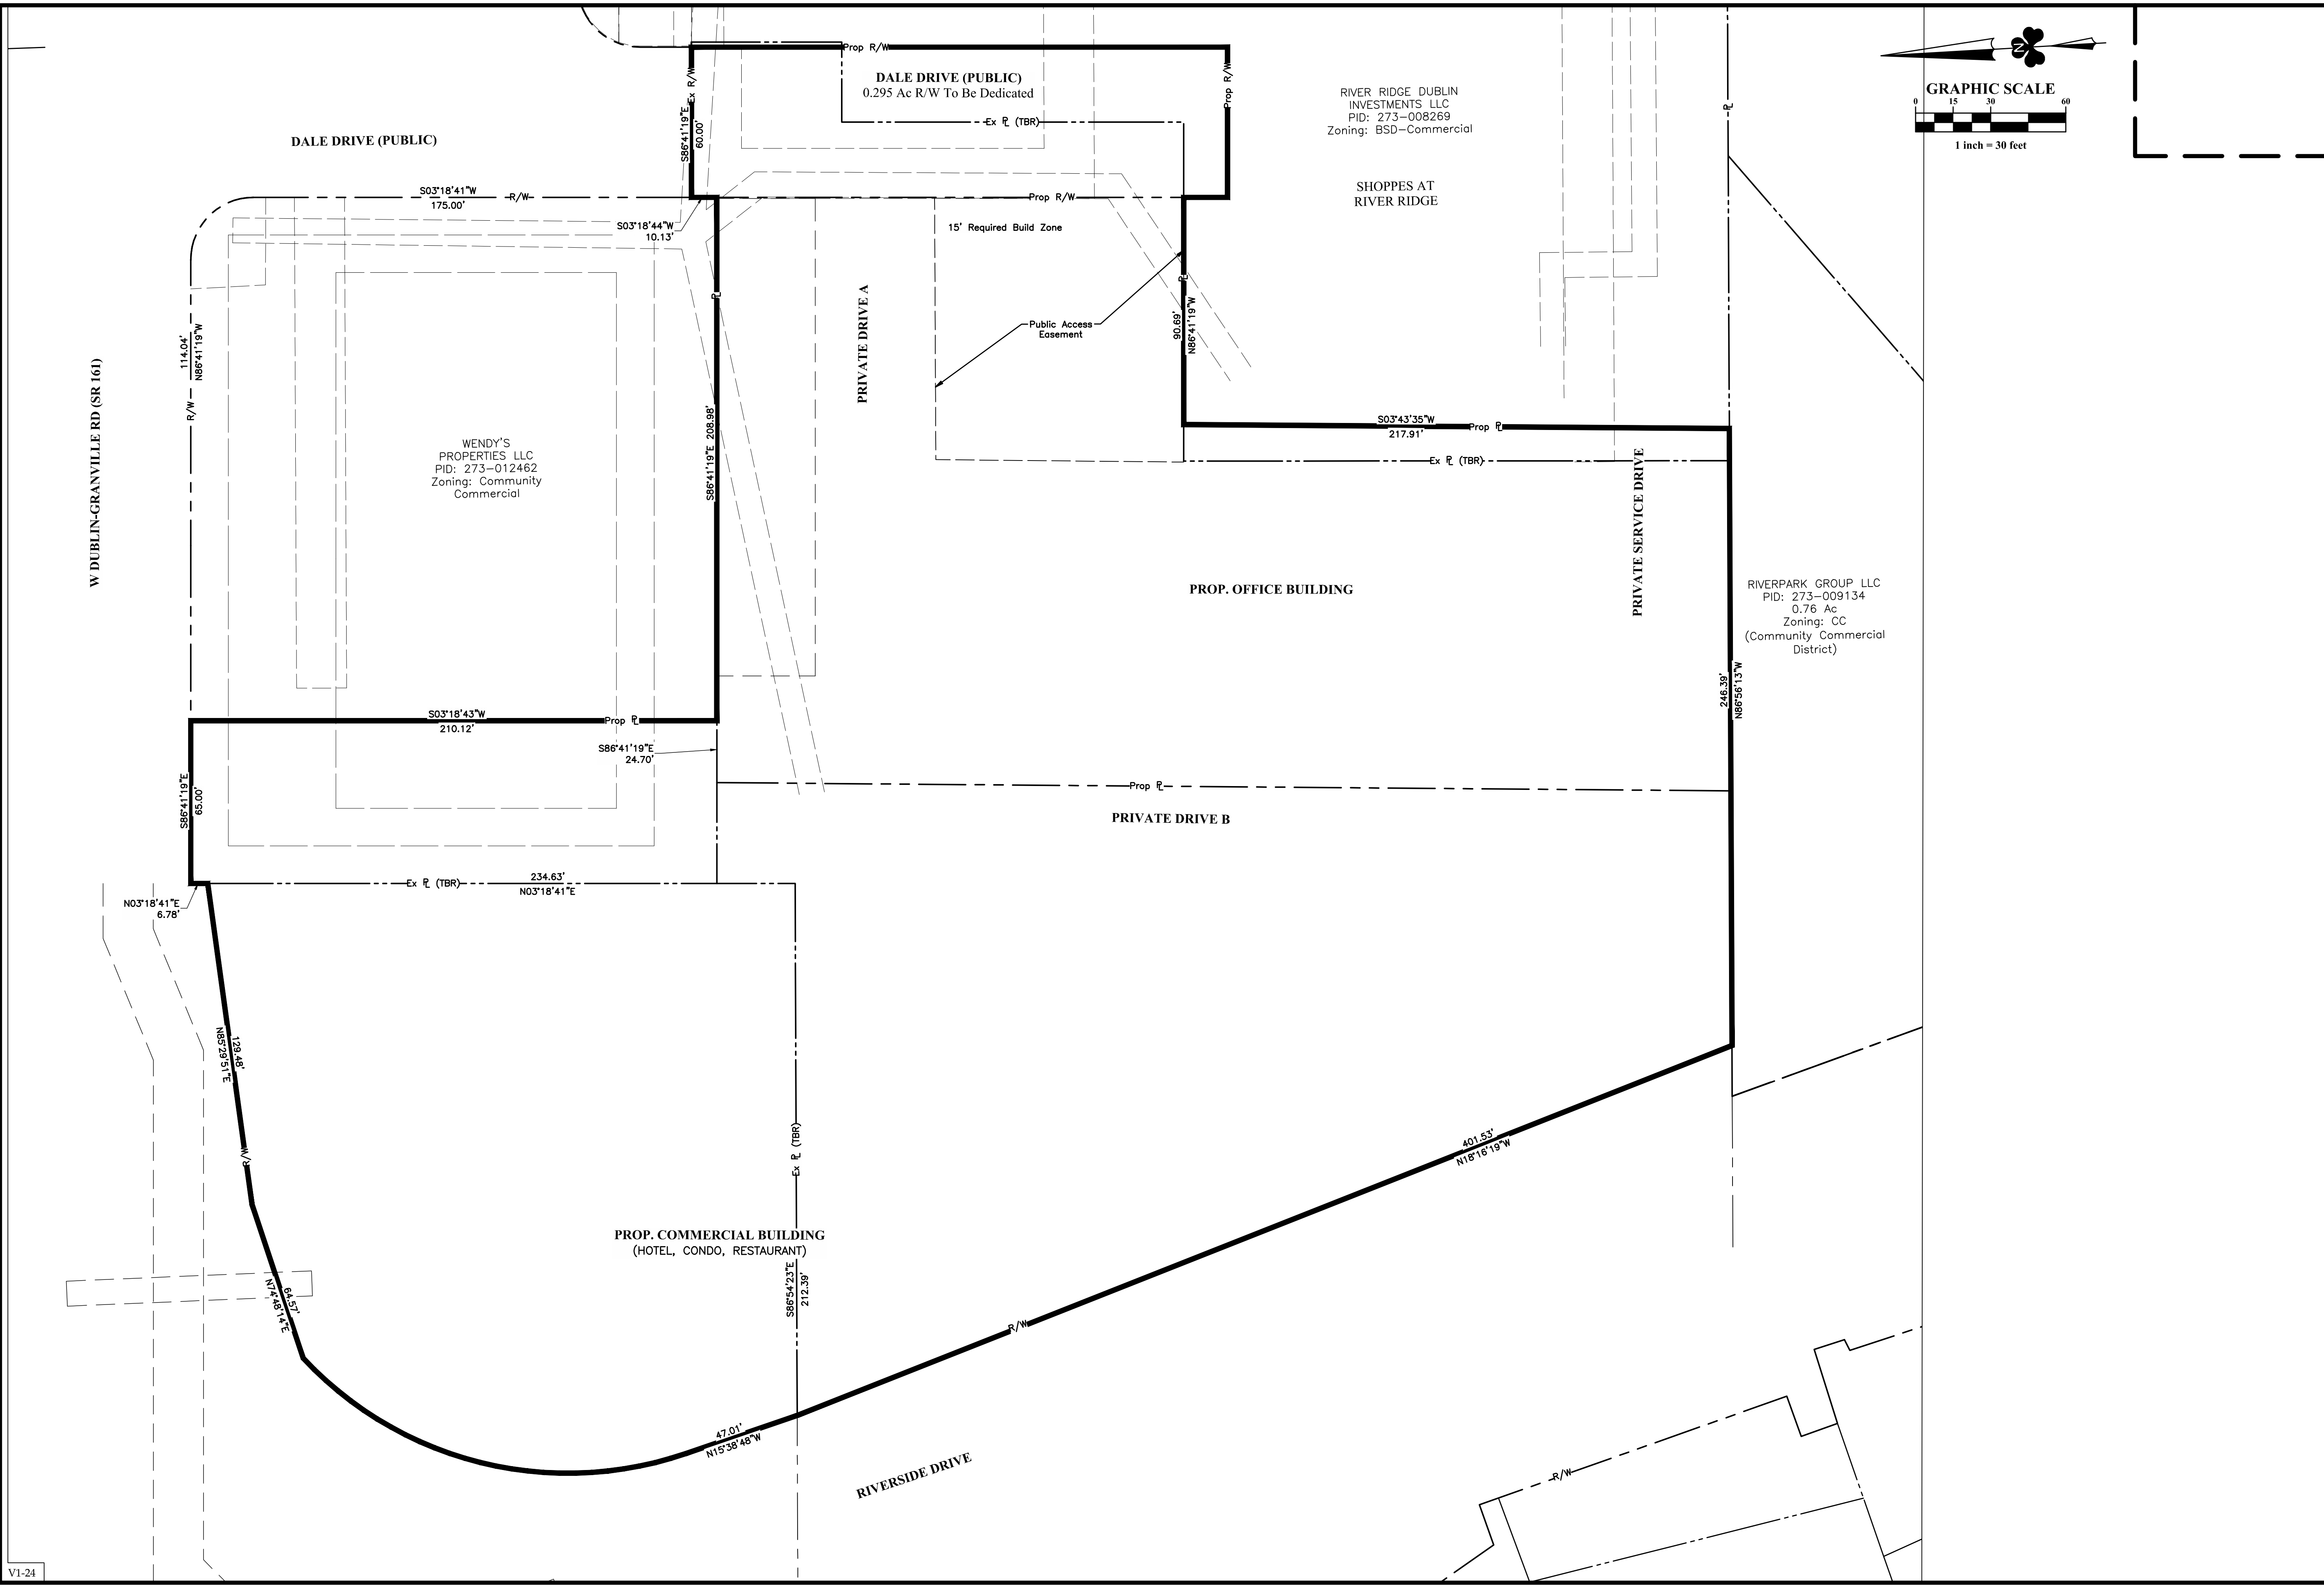 Prop R/W
DALE DRIVE (PUBLIC)
0.295 Ac R/W To Be Dedicated
Ex R/W
S86°41'19"E
60.00'
Prop R/W
Ex PL (TBR)
DALE DRIVE (PUBLIC)
RIVER RIDGE DUBLIN
INVESTMENTS LLC
PID: 273-008269
Zoning: BSD-Commercial
SHOPPES AT
RIVER RIDGE
PL
N
GRAPHIC SCALE
0 15 30 60
1 inch = 30 feet
S03°18'41"W
175.00'
R/W
Prop R/W
S03°18'44"W
10.13'
15' Required Build Zone
PL
PL
PRIVATE DRIVE A
Public Access
Easement
90.69'
N86°41'19"W
114.04'
N86°41'19"W
R/W
W DUBLIN-GRANVILLE RD (SR 161)
WENDY'S
PROPERTIES LLC
PID: 273-012462
Zoning: Community
Commercial
S86°41'19"E 208.98'
S03°43'35"W
217.91'
Prop PL
Ex PL (TBR)
PRIVATE SERVICE DRIVE
PROP. OFFICE BUILDING
RIVERPARK GROUP LLC
PID: 273-009134
0.76 Ac
Zoning: CC
(Community Commercial
District)
246.39'
N86°56'13"W
S03°18'43"W
210.12'
Prop PL
S86°41'19"E
24.70'
S86°41'19"E
65.00'
Prop PL
PRIVATE DRIVE B
Ex PL (TBR)
234.63'
N03°18'41"E
N03°18'41"E
6.78'
129.48'
N85°29'51"E
R/W
Ex PL (TBR)
401.53'
N18°16'19"W
PROP. COMMERCIAL BUILDING
(HOTEL, CONDO, RESTAURANT)
S86°54'23"E
212.39'
64.57'
N74°48'14"E
R/W
47.01'
N15°38'48"W
RIVERSIDE DRIVE
R/W
V1-24